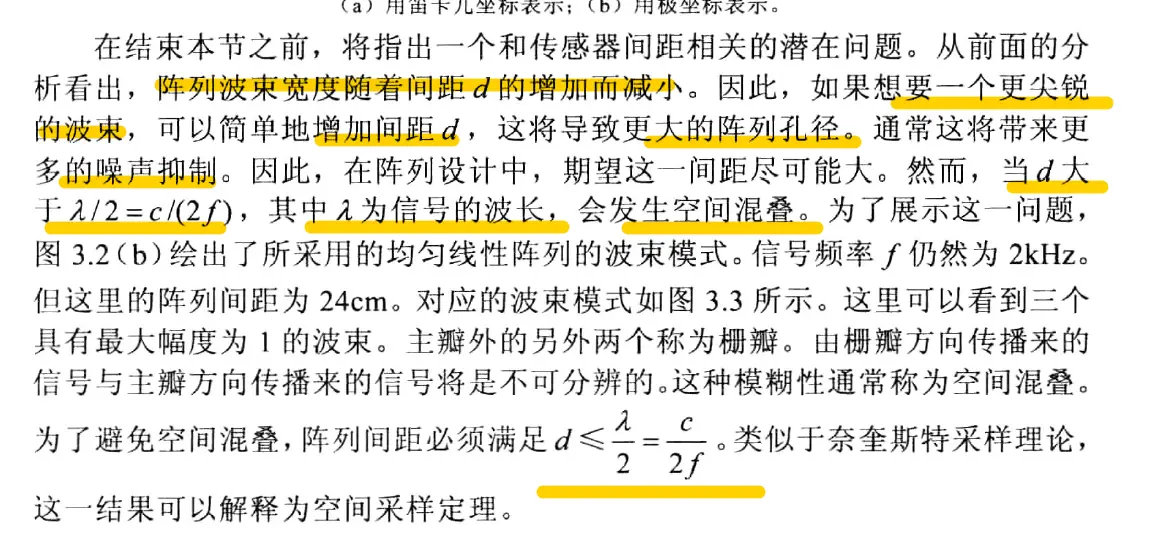 （a）用笛卡儿坐标表示；（b）用极坐标表示。
在结束本节之前，将指出一个和传感器间距相关的潜在问题。从前面的分
析看出，阵列波束宽度随着间距 d 的增加而减小。因此，如果想要一个更尖锐
的波束，可以简单地增加间距 d，这将导致更大的阵列孔径。通常这将带来更
多的噪声抑制。因此，在阵列设计中，期望这一间距尽可能大。然而，当 d 大
于 λ/2=c/(2f)，其中 λ 为信号的波长，会发生空间混叠。为了展示这一问题，
图 3.2（b）绘出了所采用的均匀线性阵列的波束模式。信号频率 f 仍然为 2kHz。
但这里的阵列间距为 24cm。对应的波束模式如图 3.3 所示。这里可以看到三个
具有最大幅度为 1 的波束。主瓣外的另外两个称为栅瓣。由栅瓣方向传播来的
信号与主瓣方向传播来的信号将是不可分辨的。这种模糊性通常称为空间混叠。
为了避免空间混叠，阵列间距必须满足 d ≤ λ/2 = c/2f 。类似于奈奎斯特采样理论，
这一结果可以解释为空间采样定理。